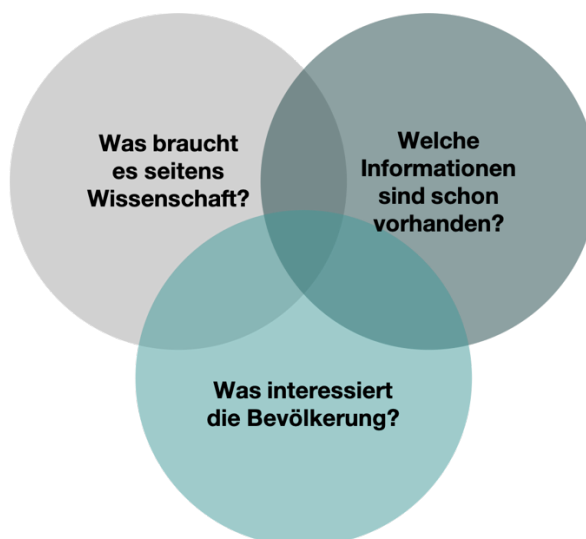 Was braucht
es seitens
Wissenschaft?
Welche
Informationen
sind schon
vorhanden?
Was interessiert
die Bevölkerung?